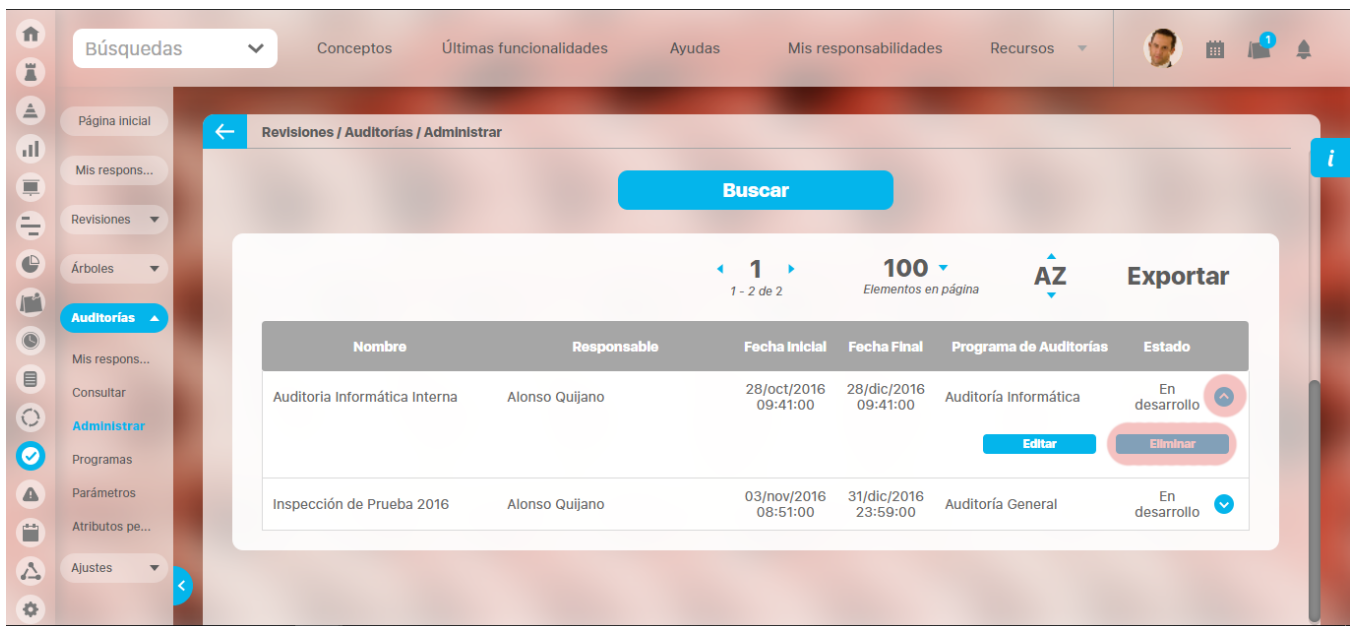 Búsquedas
Conceptos
Últimas funcionalidades
Ayudas
Mis responsabilidades
Recursos
1
Página inicial
Mis respons...
Revisiones
Árboles
Auditorías
Mis respons...
Consultar
Administrar
Programas
Parámetros
Atributos pe...
Ajustes
Revisiones / Auditorías / Administrar
i
Buscar
1
1 - 2 de 2
100
Elementos en página
AZ
Exportar
Nombre Responsable Fecha Inicial Fecha Final Programa de Auditorías Estado
Auditoria Informática Interna Alonso Quijano 28/oct/2016 28/dic/2016 Auditoría Informática En
09:41:00 09:41:00 desarrollo
Editar Eliminar
Inspección de Prueba 2016 Alonso Quijano 03/nov/2016 31/dic/2016 Auditoría General En
08:51:00 23:59:00 desarrollo